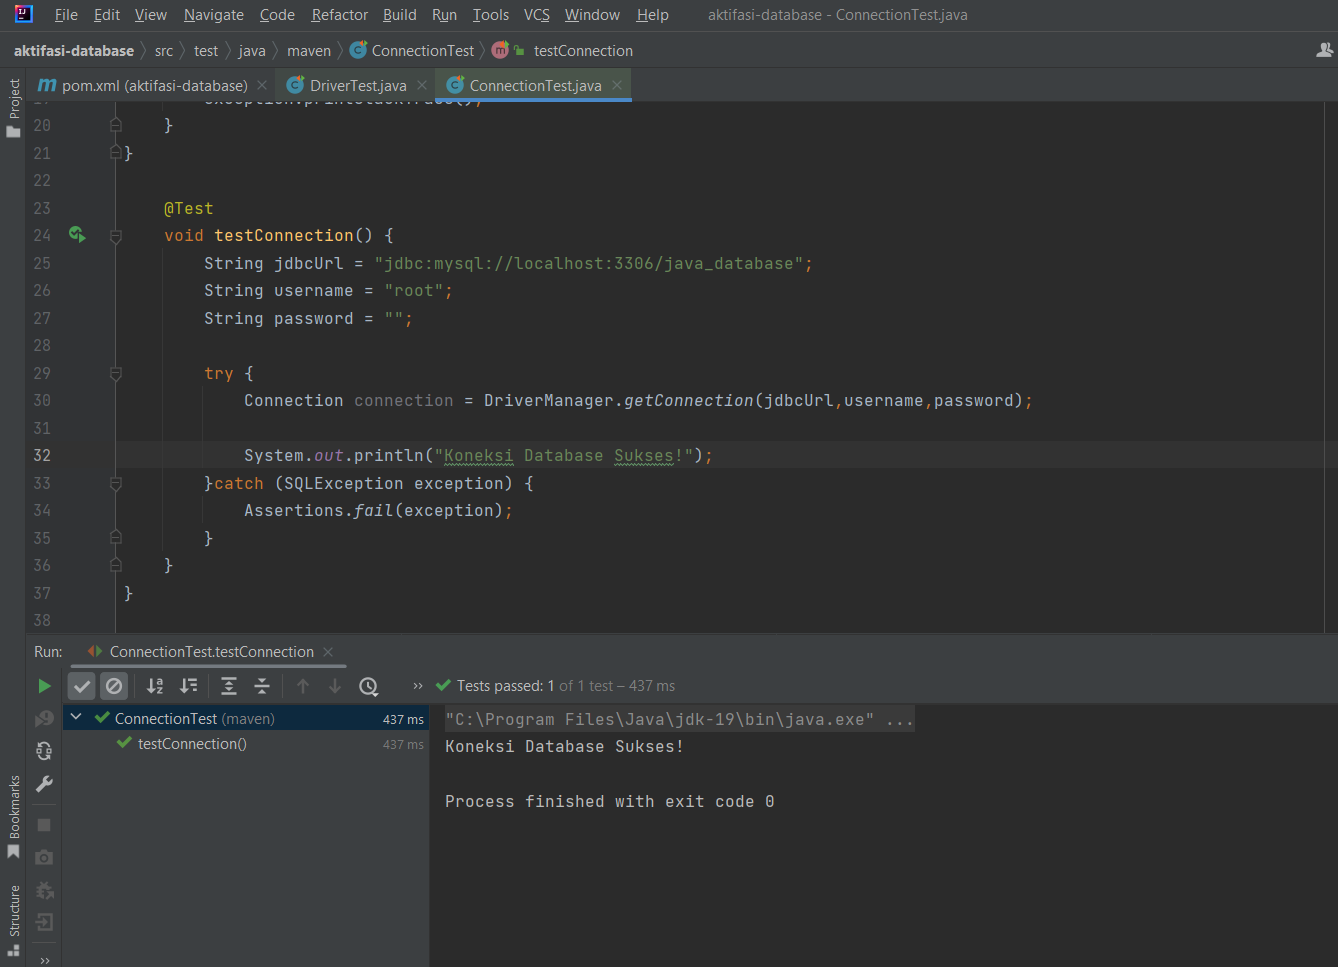 File Edit View Navigate Code Refactor Build Run Tools VCS Window Help aktifasi-database - ConnectionTest.java
aktifasi-database src test java maven ConnectionTest testConnection
pom.xml (aktifasi-database) DriverTest.java ConnectionTest.java
Project
20 }
21 }
22
23 @Test
24 void testConnection() {
25 String jdbcUrl = "jdbc:mysql://localhost:3306/java_database";
26 String username = "root";
27 String password = "";
28
29 try {
30 Connection connection = DriverManager.getConnection(jdbcUrl,username,password);
31
32 System.out.println("Koneksi Database Sukses!");
33 }catch (SQLException exception) {
34 Assertions.fail(exception);
35 }
36 }
37 }
38
Run: ConnectionTest.testConnection
Tests passed: 1 of 1 test – 437 ms
ConnectionTest (maven) 437 ms
testConnection() 437 ms
"C:\Program Files\Java\jdk-19\bin\java.exe" ...
Koneksi Database Sukses!
Process finished with exit code 0
Bookmarks
Structure